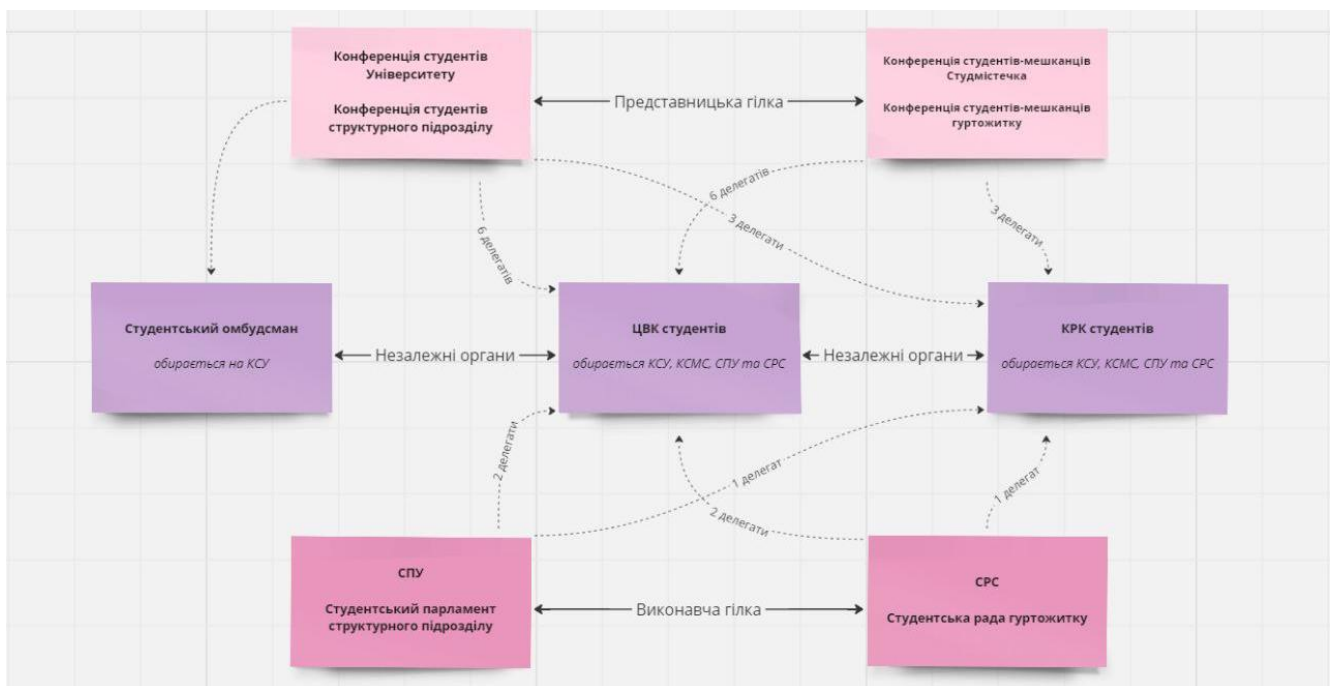 Конференція студентів
Університету
Конференція студентів
структурного підрозділу
Представницька гілка
Конференція студентів-мешканців
Студмістечка
Конференція студентів-мешканців
гуртожитку
6 делегатів
6 делегатів
3 делегати
3 делегати
Студентський омбудсман
обирається на КСУ
Незалежні органи
ЦВК студентів
обирається КСУ, КСМС, СПУ та СРС
Незалежні органи
КРК студентів
обирається КСУ, КСМС, СПУ та СРС
2 делегати
1 делегат
2 делегати
1 делегат
СПУ
Студентський парламент
структурного підрозділу
Виконавча гілка
СРС
Студентська рада гуртожитку